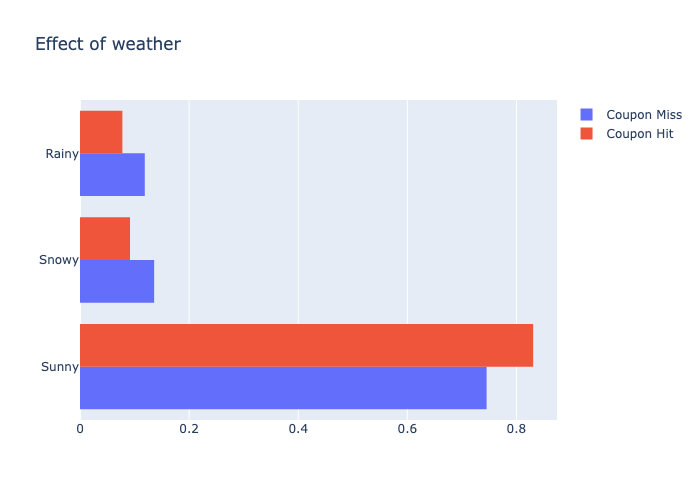 Effect of weather
Coupon Miss
Coupon Hit
Rainy
Snowy
Sunny
0 0.2 0.4 0.6 0.8